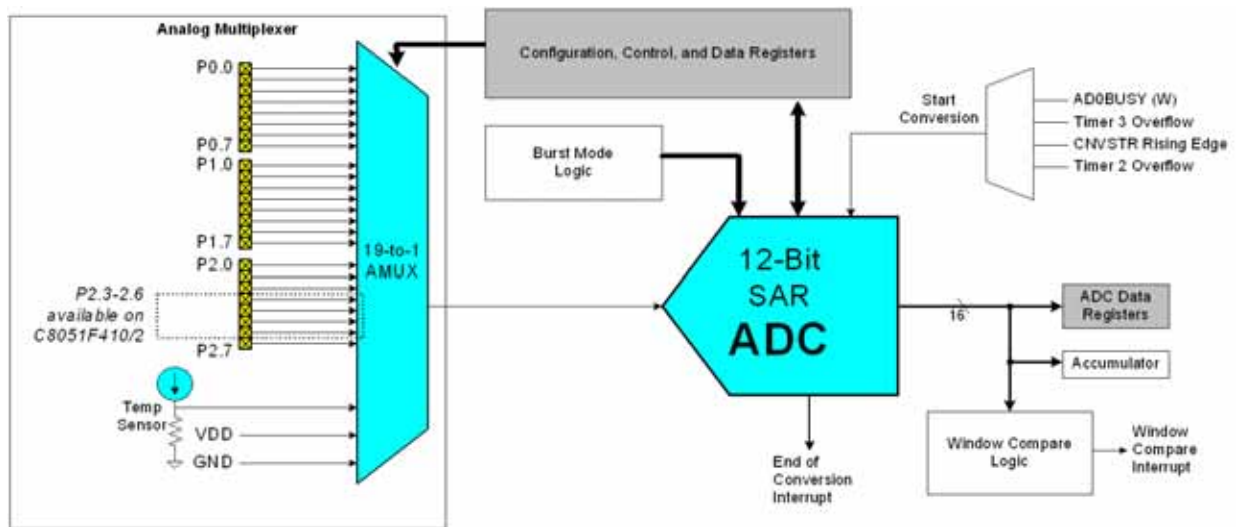 Analog Multiplexer
P0.0
P0.7
P1.0
P1.7
P2.0
P2.3-2.6
available on
C8051F410/2
P2.7
Temp
Sensor
VDD
GND
19-to-1
AMUX
Configuration, Control, and Data Registers
Burst Mode
Logic
Start
Conversion
AD0BUSY (W)
Timer 3 Overflow
CNVSTR Rising Edge
Timer 2 Overflow
12-Bit
SAR
ADC
16
ADC Data
Registers
Accumulator
Window Compare
Logic
Window
Compare
Interrupt
End of
Conversion
Interrupt